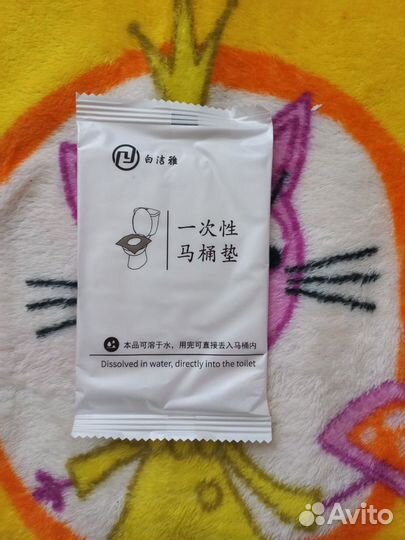 白洁雅
一次性
马桶垫
本品可溶于水，用完可直接丢入马桶内
Dissolved in water, directly into the toilet
Avito